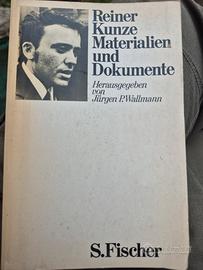 Reiner
Kunze
Materialien
und
Dokumente
Herausgegeben
von
Jürgen P. Wallmann
S. Fischer